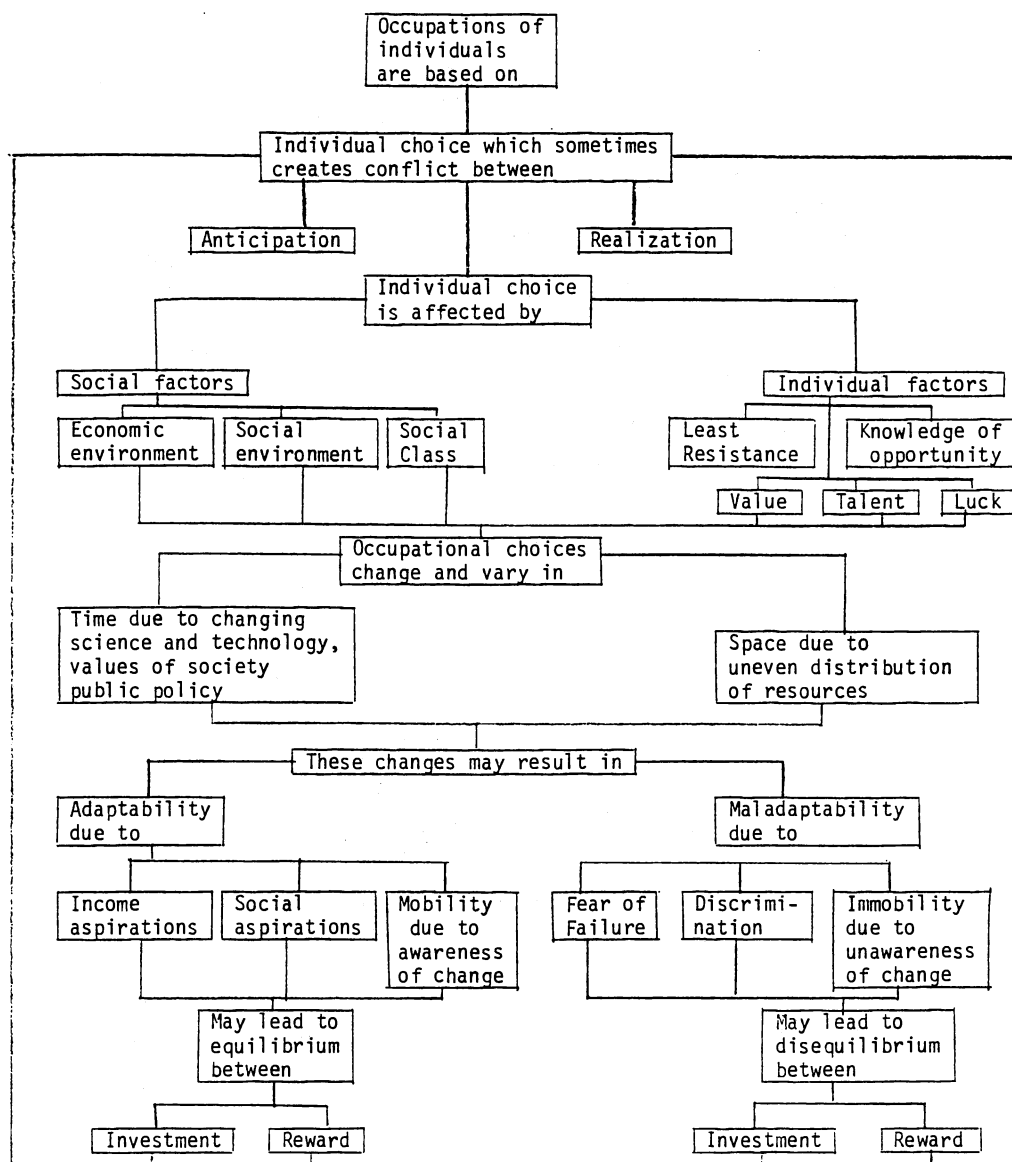 Occupations of
individuals
are based on
Individual choice which sometimes
creates conflict between
Anticipation
Realization
Individual choice
is affected by
Social factors
Individual factors
Economic
environment
Social
environment
Social
Class
Least
Resistance
Knowledge of
opportunity
Value
Talent
Luck
Occupational choices
change and vary in
Time due to changing
science and technology,
values of society
public policy
Space due to
uneven distribution
of resources
These changes may result in
Adaptability
due to
Maladaptability
due to
Income
aspirations
Social
aspirations
Mobility
due to
awareness
of change
Fear of
Failure
Discrimi-
nation
Immobility
due to
unawareness
of change
May lead to
equilibrium
between
May lead to
disequilibrium
between
Investment
Reward
Investment
Reward